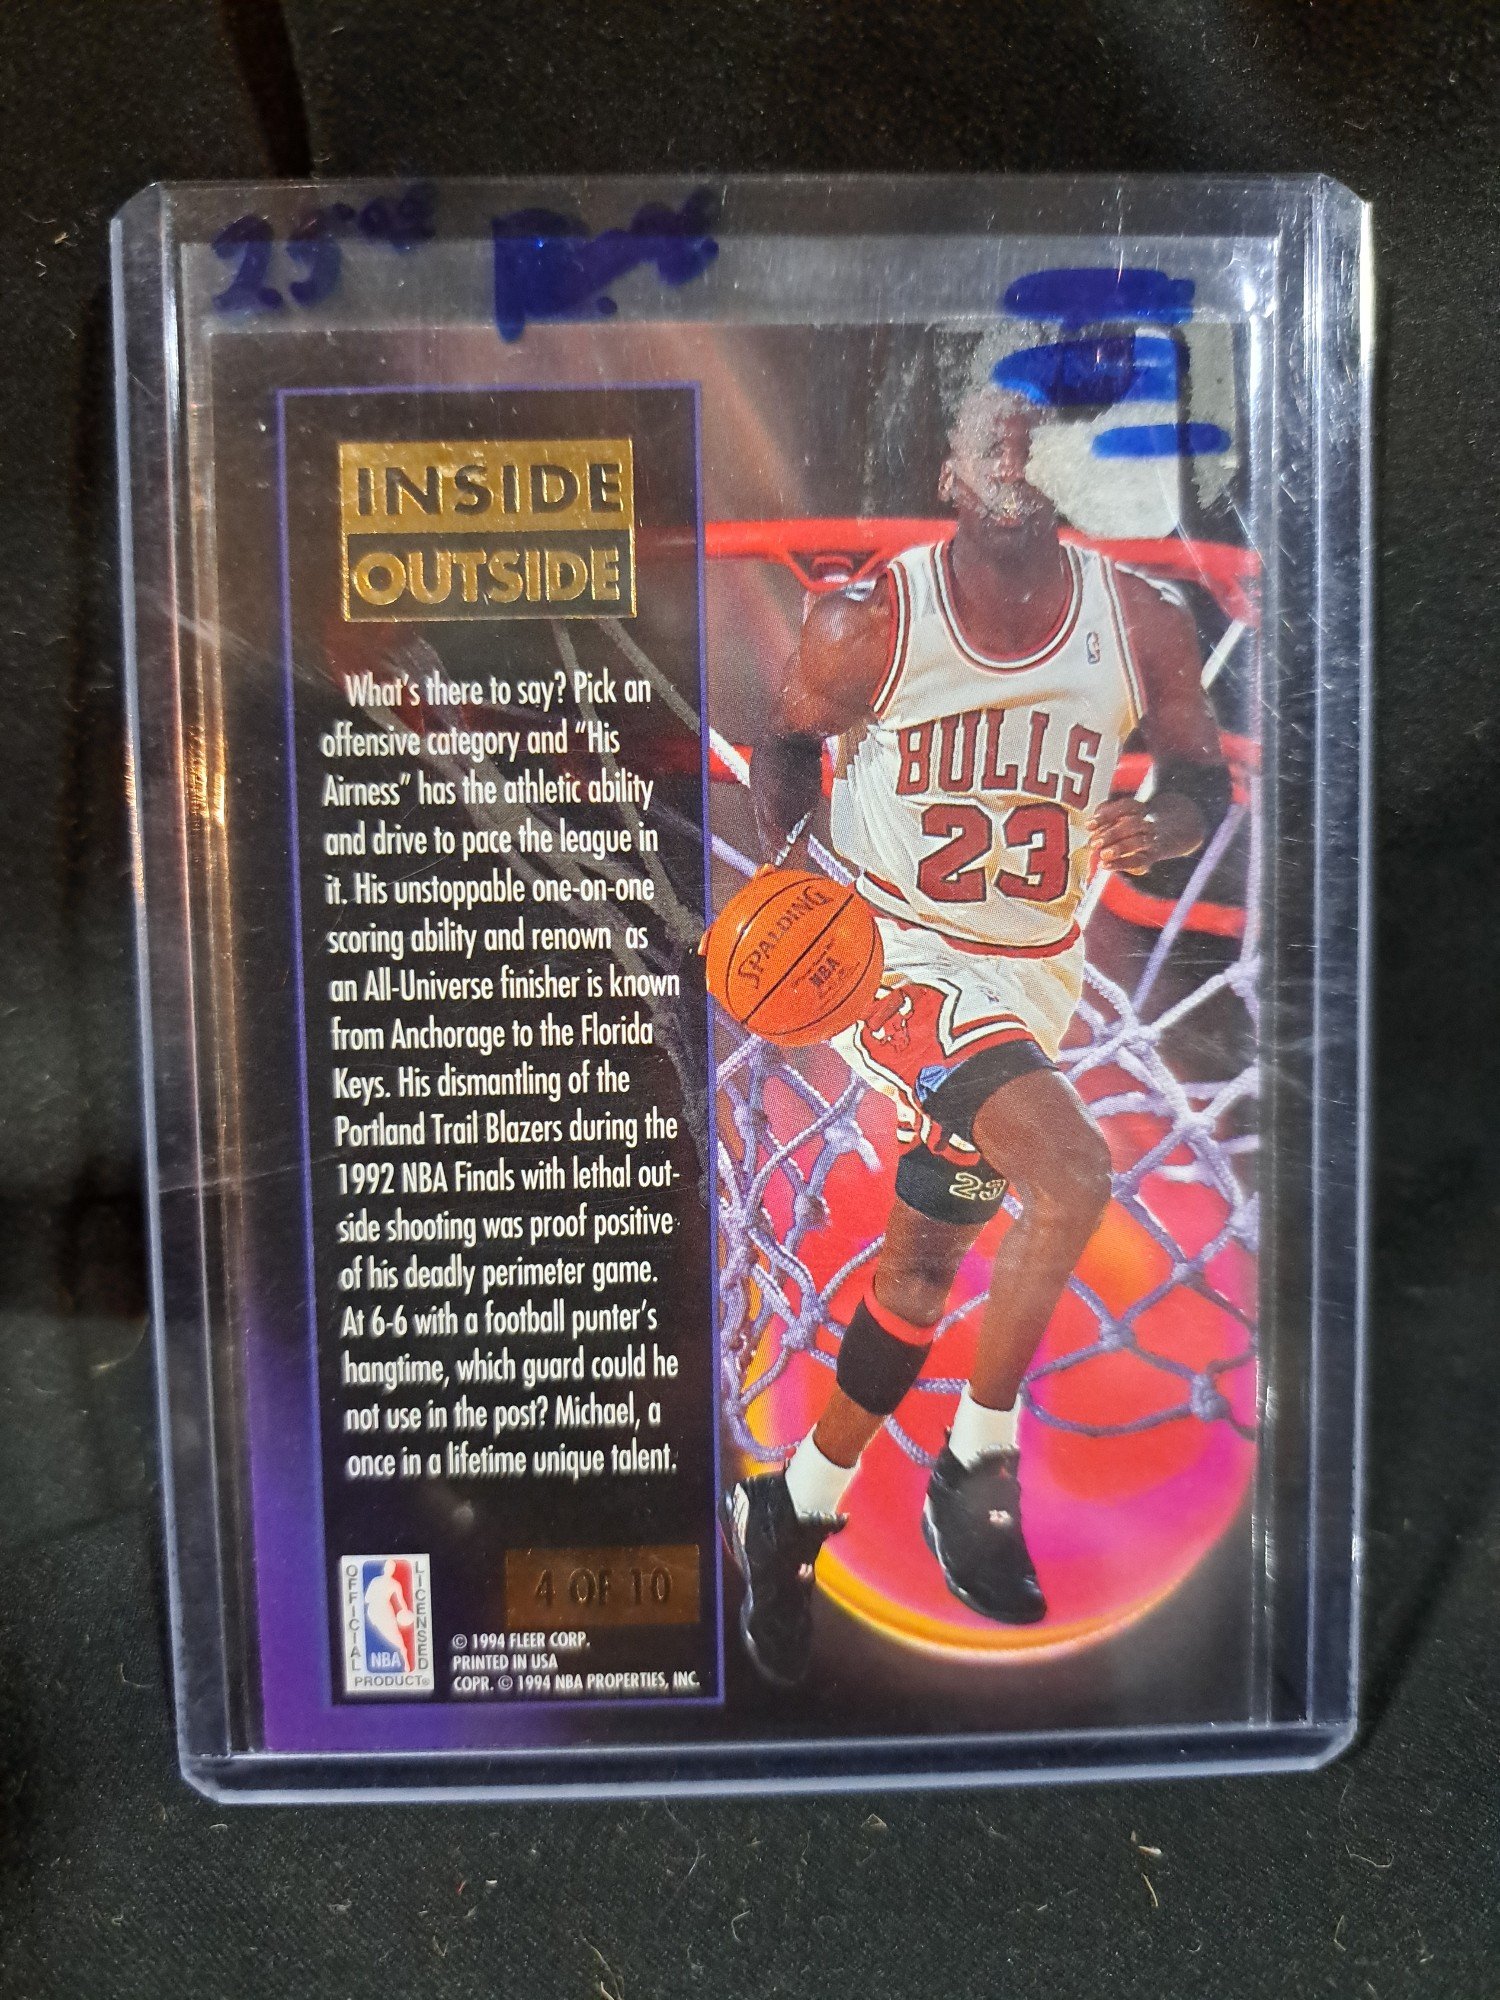 INSIDE
OUTSIDE
What's there to say? Pick an
offensive category and "His
Airness" has the athletic ability
and drive to pace the league in
it. His unstoppable one-on-one
scoring ability and renown as
an All-Universe finisher is known
from Anchorage to the Florida
Keys. His dismantling of the
Portland Trail Blazers during the
1992 NBA Finals with lethal out-
side shooting was proof positive
of his deadly perimeter game.
At 6-6 with a football punter's
hangtime, which guard could he
not use in the post? Michael, a
once in a lifetime unique talent.
4 OF 10
OFFICIAL
LICENSED
NBA
PRODUCT®
© 1994 FLEER CORP.
PRINTED IN USA
COPR. © 1994 NBA PROPERTIES, INC.
BULLS
23
SPALDING
NBA
23